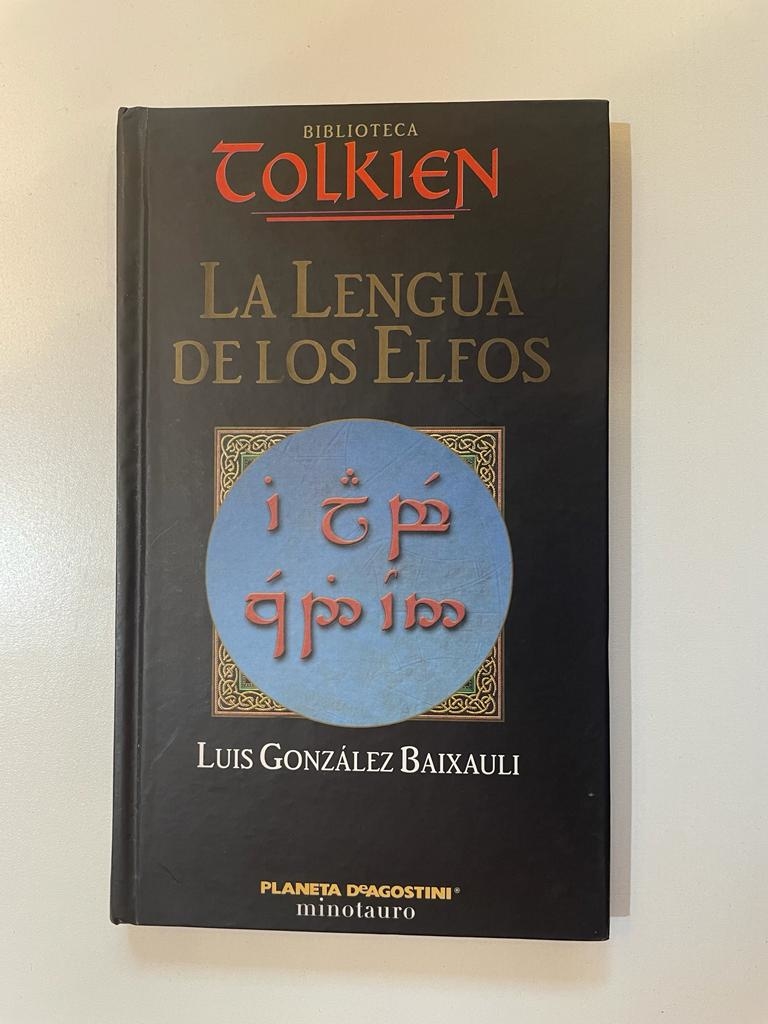 BIBLIOTECA
TOLKIEN
LA LENGUA
DE LOS ELFOS
LUIS GONZÁLEZ BAIXAULI
PLANETA DeAGOSTINI®
minotauro